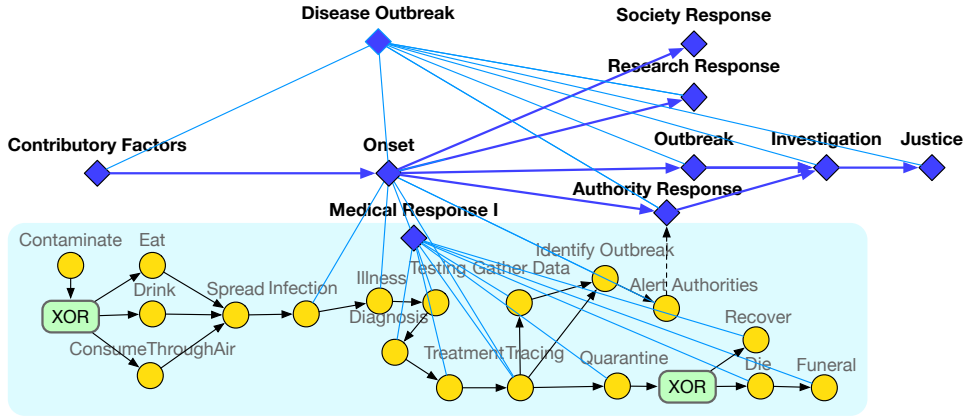 Disease Outbreak
Society Response
Research Response
Contributory Factors
Onset
Outbreak
Investigation
Justice
Authority Response
Medical Response I
Contaminate
Eat
Identify Outbreak
Testing Gather Data
Drink
Spread
Infection
Illness
Alert Authorities
XOR
Diagnosis
Recover
ConsumeThroughAir
Treatment
Tracing
Quarantine
Die
Funeral
XOR